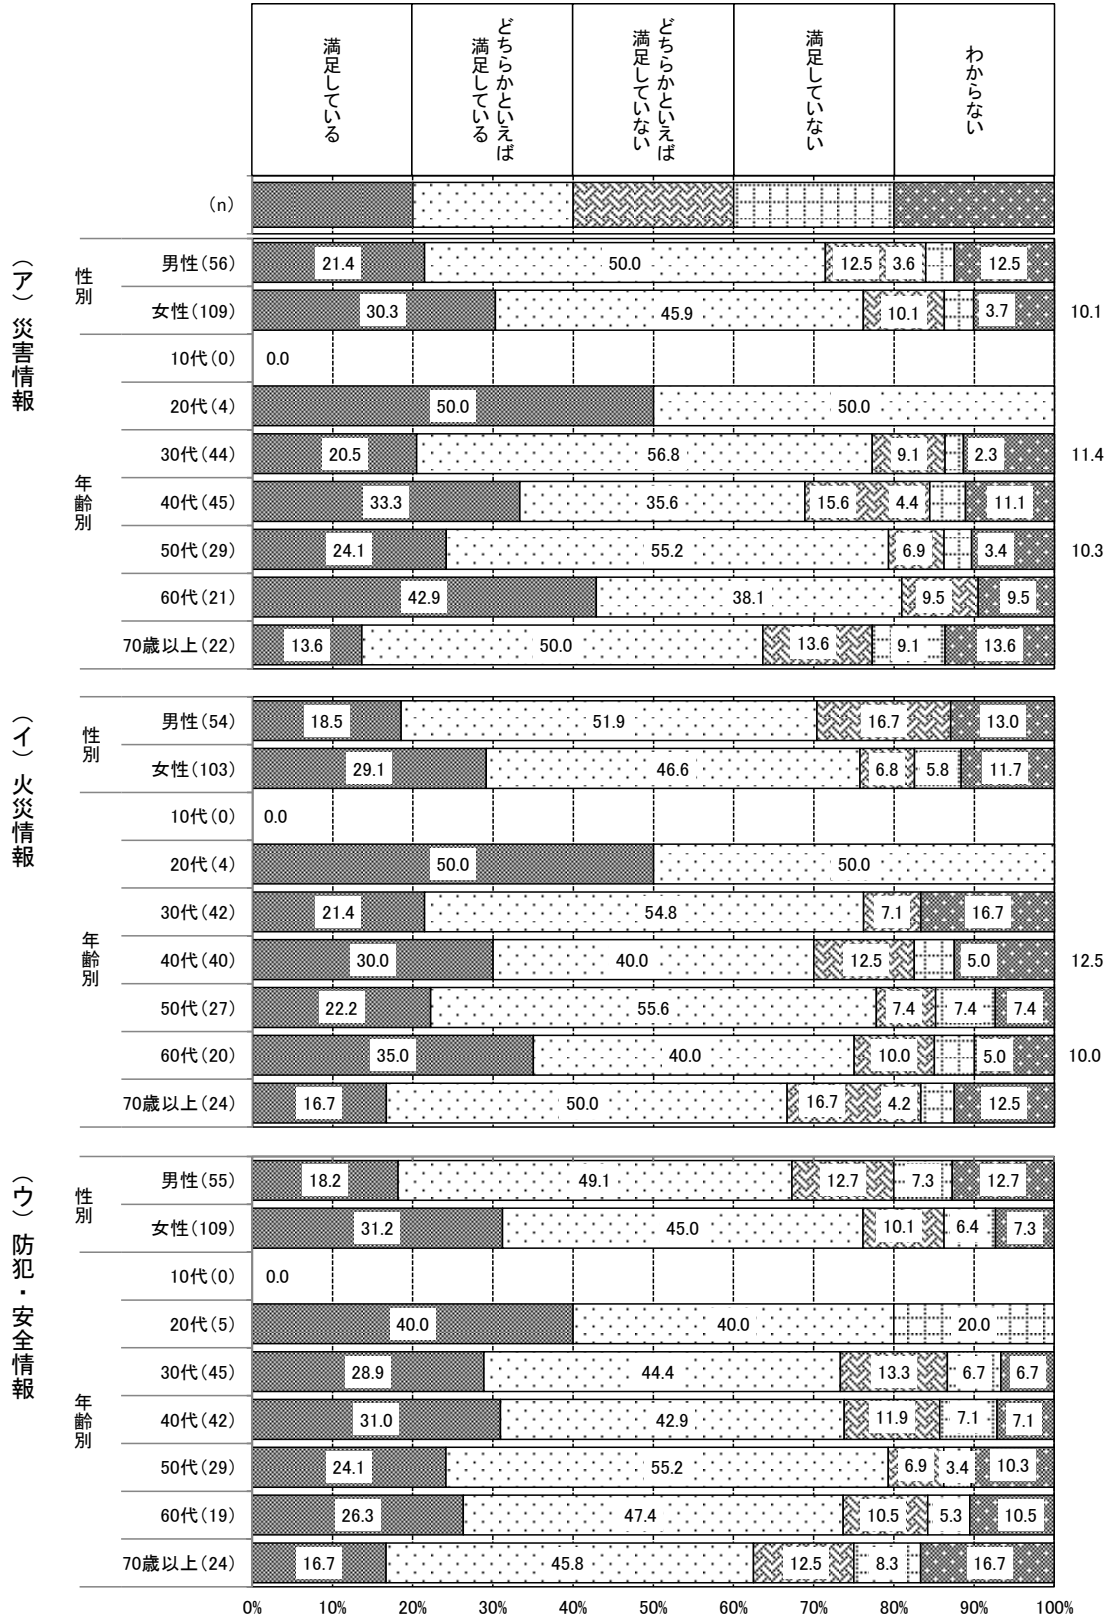 満足している
どちらかといえば
満足している
どちらかといえば
満足していない
満足していない
わからない
(n)
(ア)災害情報
性別
男性(56) 21.4 50.0 12.5 3.6 12.5
女性(109) 30.3 45.9 10.1 3.7 10.1
年齢別
10代(0) 0.0
20代(4) 50.0 50.0
30代(44) 20.5 56.8 9.1 2.3 11.4
40代(45) 33.3 35.6 15.6 4.4 11.1
50代(29) 24.1 55.2 6.9 3.4 10.3
60代(21) 42.9 38.1 9.5 9.5
70歳以上(22) 13.6 50.0 13.6 9.1 13.6
(イ)火災情報
性別
男性(54) 18.5 51.9 16.7 13.0
女性(103) 29.1 46.6 6.8 5.8 11.7
年齢別
10代(0) 0.0
20代(4) 50.0 50.0
30代(42) 21.4 54.8 7.1 16.7
40代(40) 30.0 40.0 12.5 5.0 12.5
50代(27) 22.2 55.6 7.4 7.4 7.4
60代(20) 35.0 40.0 10.0 5.0 10.0
70歳以上(24) 16.7 50.0 16.7 4.2 12.5
(ウ)防犯・安全情報
性別
男性(55) 18.2 49.1 12.7 7.3 12.7
女性(109) 31.2 45.0 10.1 6.4 7.3
年齢別
10代(0) 0.0
20代(5) 40.0 40.0 20.0
30代(45) 28.9 44.4 13.3 6.7 6.7
40代(42) 31.0 42.9 11.9 7.1 7.1
50代(29) 24.1 55.2 6.9 3.4 10.3
60代(19) 26.3 47.4 10.5 5.3 10.5
70歳以上(24) 16.7 45.8 12.5 8.3 16.7
0% 10% 20% 30% 40% 50% 60% 70% 80% 90% 100%